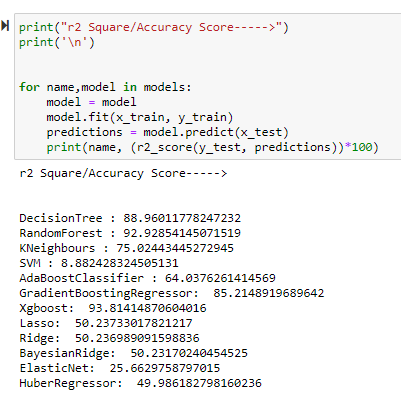 print("r2 Square/Accuracy Score----->")
print('\n')
for name,model in models:
    model = model
    model.fit(x_train, y_train)
    predictions = model.predict(x_test)
    print(name, (r2_score(y_test, predictions))*100)
r2 Square/Accuracy Score----->
DecisionTree : 88.96011778247232
RandomForest : 92.92854145071519
KNeighbours : 75.02443445272945
SVM : 8.882428324505131
AdaBoostClassifier : 64.0376261414569
GradientBoostingRegressor:  85.2148919689642
Xgboost:  93.81414870604016
Lasso:  50.23733017821217
Ridge:  50.236989091598836
BayesianRidge:  50.23170240454525
ElasticNet:  25.6629758797015
HuberRegressor:  49.986182798160236